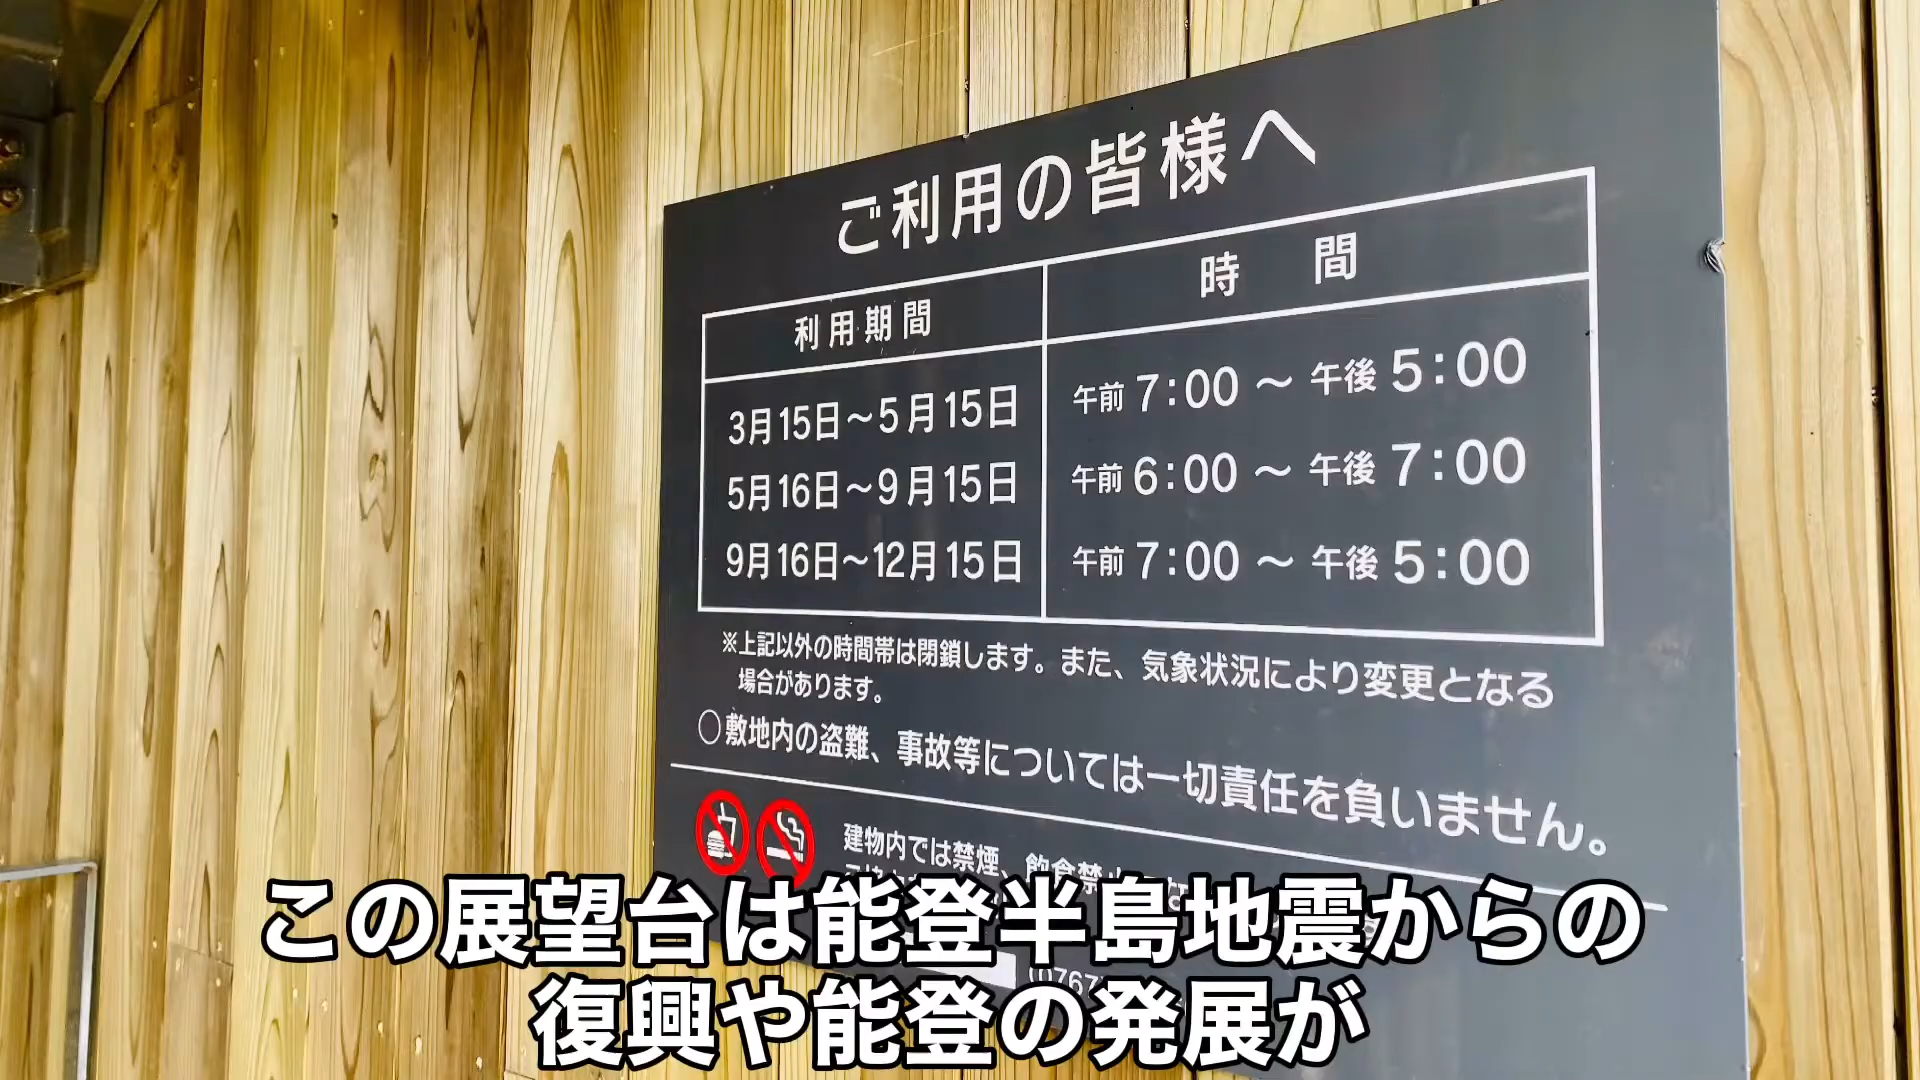 ご利用の皆様へ
利用期間 時間
3月15日～5月15日 午前7:00～午後5:00
5月16日～9月15日 午前6:00～午後7:00
9月16日～12月15日 午前7:00～午後5:00
※上記以外の時間帯は閉鎖します。また、気象状況により変更となる
場合があります。
○敷地内の盗難、事故等については一切責任を負いません。
建物内では禁煙、飲食禁
この展望台は能登半島地震からの
復興や能登の発展が